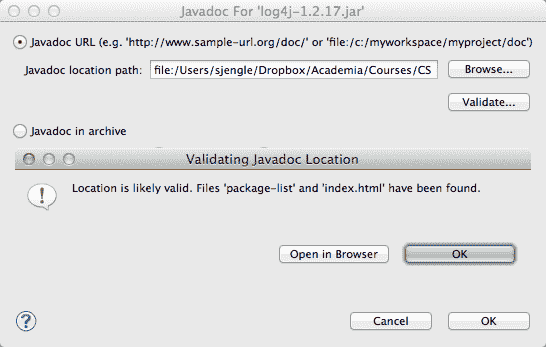 Javadoc For 'log4j-1.2.17.jar'
Javadoc URL (e.g. 'http://www.sample-url.org/doc/' or 'file:/c:/myworkspace/myproject/doc')
Javadoc location path: file:/Users/sjengle/Dropbox/Academia/Courses/CS Browse...
Validate...
Javadoc in archive
Validating Javadoc Location
Location is likely valid. Files 'package-list' and 'index.html' have been found.
Open in Browser OK
? Cancel OK